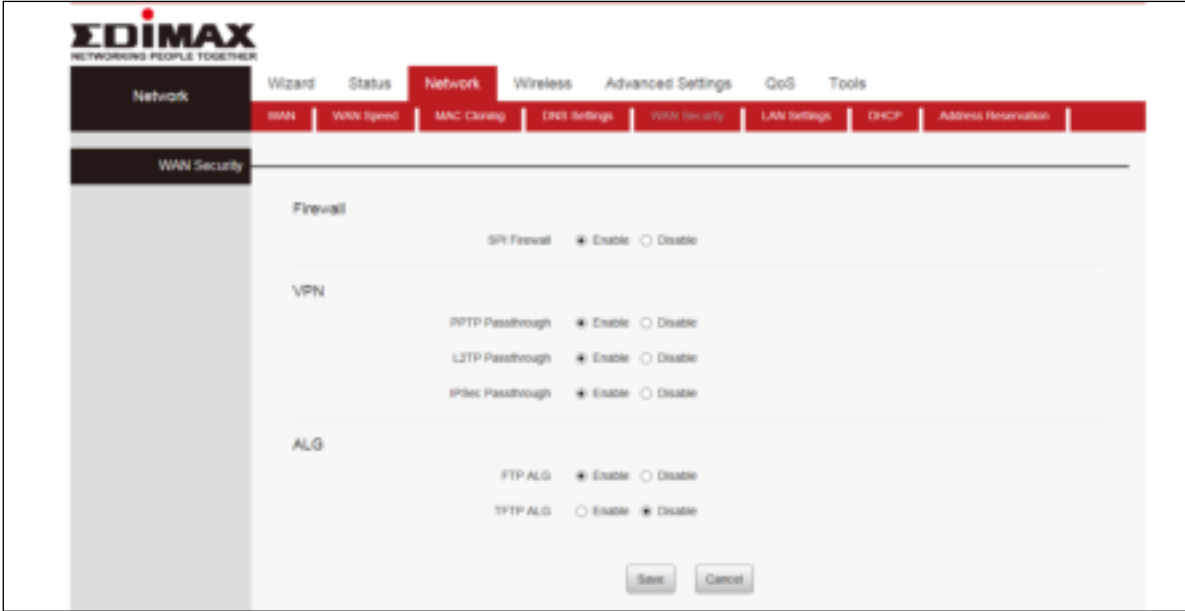 EDIMAX
NETWORKING PEOPLE TOGETHER
Network
Wizard Status Network Wireless Advanced Settings QoS Tools
WAN WAN Speed MAC Cloning DNS Settings WAN Security LAN Settings DHCP Address Reservation
WAN Security
Firewall
SPI Firewall Enable Disable
VPN
PPTP Passthrough Enable Disable
L2TP Passthrough Enable Disable
IPSec Passthrough Enable Disable
ALG
FTP ALG Enable Disable
TFTP ALG Enable Disable
Save Cancel